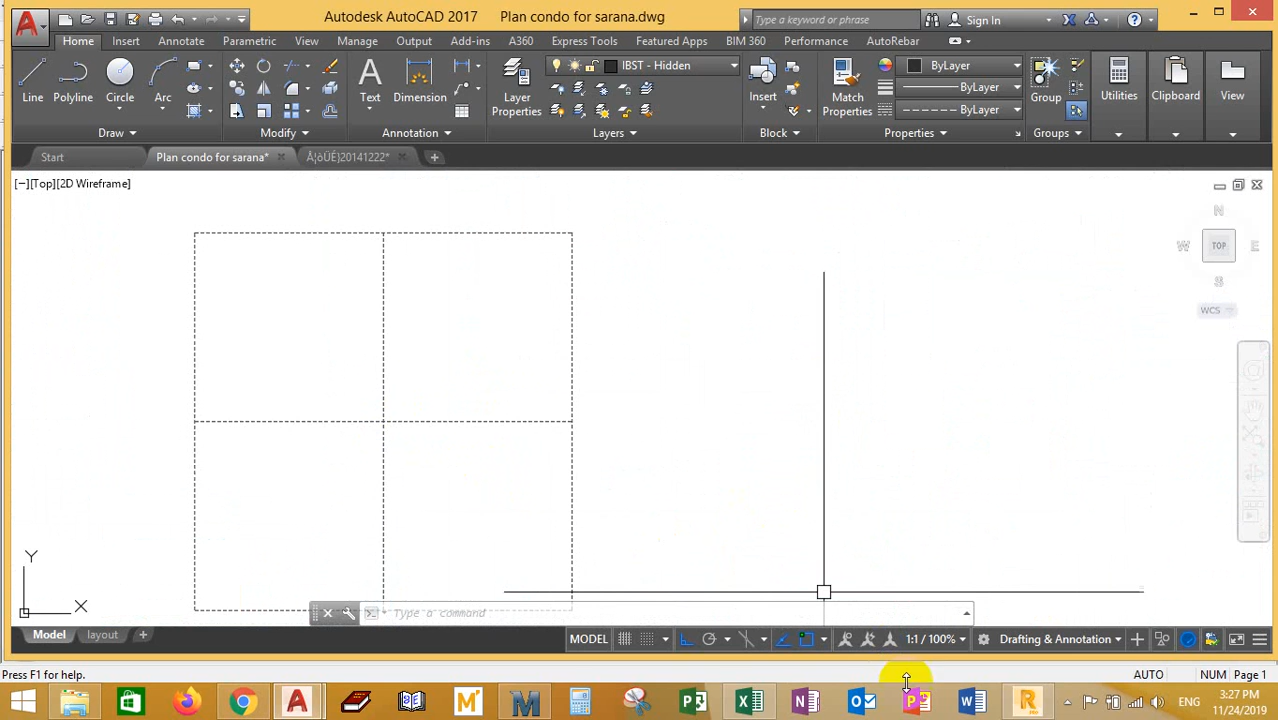 Autodesk AutoCAD 2017 Plan condo for sarana.dwg
Type a keyword or phrase
Sign In
Home Insert Annotate Parametric View Manage Output Add-ins A360 Express Tools Featured Apps BIM 360 Performance AutoRebar
Line Polyline Circle Arc
Draw
Modify
Text Dimension
Annotation
Layer Properties
IBST - Hidden
Layers
Insert
Block
Match Properties
ByLayer
ByLayer
ByLayer
Properties
Group
Groups
Utilities
Clipboard
View
Start
Plan condo for sarana*
Å¦òÜÉ}20141222*
[−][Top][2D Wireframe]
N
W TOP E
S
WCS
Y
X
Type a command
Model layout
MODEL 1:1 / 100% Drafting & Annotation
Press F1 for help.
AUTO NUM Page 1
ENG
3:27 PM
11/24/2019